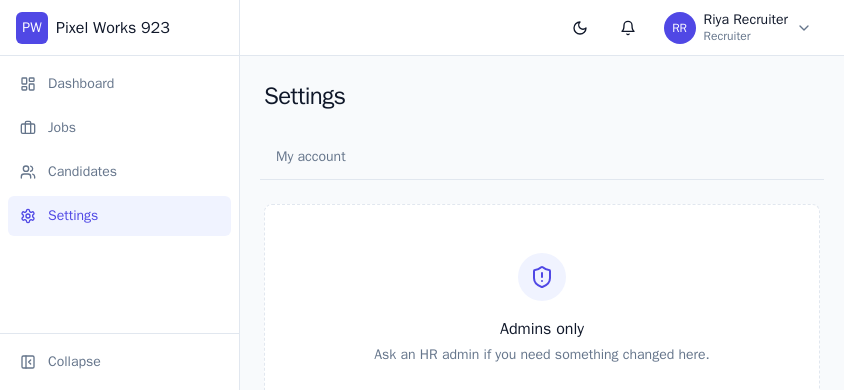 PW Pixel Works 923
RR
Riya Recruiter
Recruiter
Dashboard
Jobs
Candidates
Settings
Collapse
Settings
My account
Admins only
Ask an HR admin if you need something changed here.